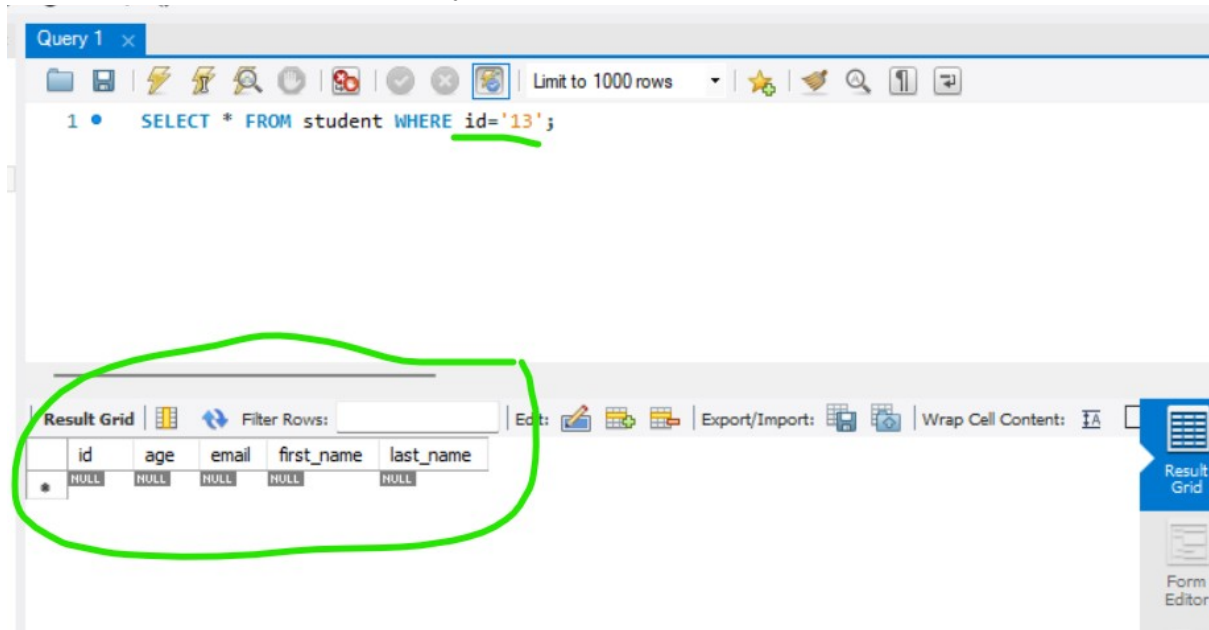 Query 1 ×
Limit to 1000 rows
1 SELECT * FROM student WHERE id='13';
Result Grid Filter Rows: Edit: Export/Import: Wrap Cell Content:
id age email first_name last_name
* NULL NULL NULL NULL NULL
Result
Grid
Form
Editor